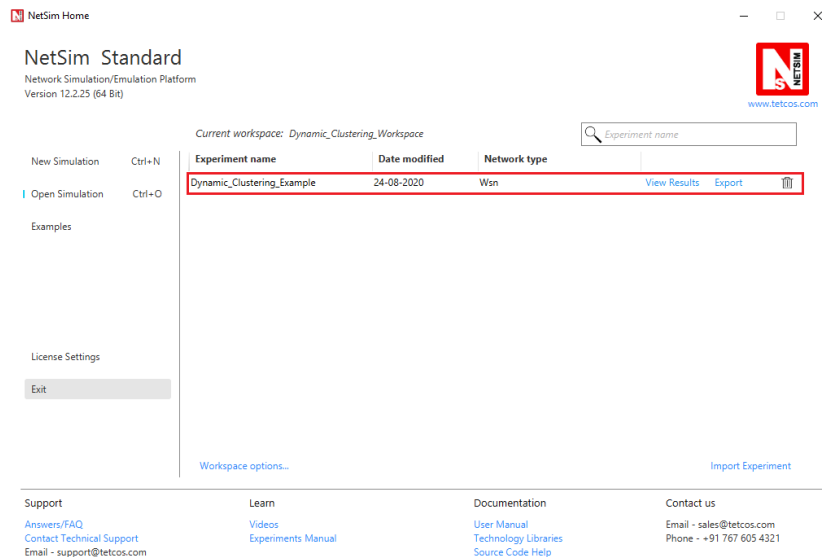 NetSim Home
NetSim Standard
Network Simulation/Emulation Platform
Version 12.2.25 (64 Bit)
N
S
NETSIM
www.tetcos.com
Current workspace: Dynamic_Clustering_Workspace
Experiment name
New Simulation Ctrl+N
Open Simulation Ctrl+O
Examples
License Settings
Exit
Experiment name Date modified Network type
Dynamic_Clustering_Example 24-08-2020 Wsn View Results Export
Workspace options... Import Experiment
Support
Answers/FAQ
Contact Technical Support
Email - support@tetcos.com
Learn
Videos
Experiments Manual
Documentation
User Manual
Technology Libraries
Source Code Help
Contact us
Email - sales@tetcos.com
Phone - +91 767 605 4321